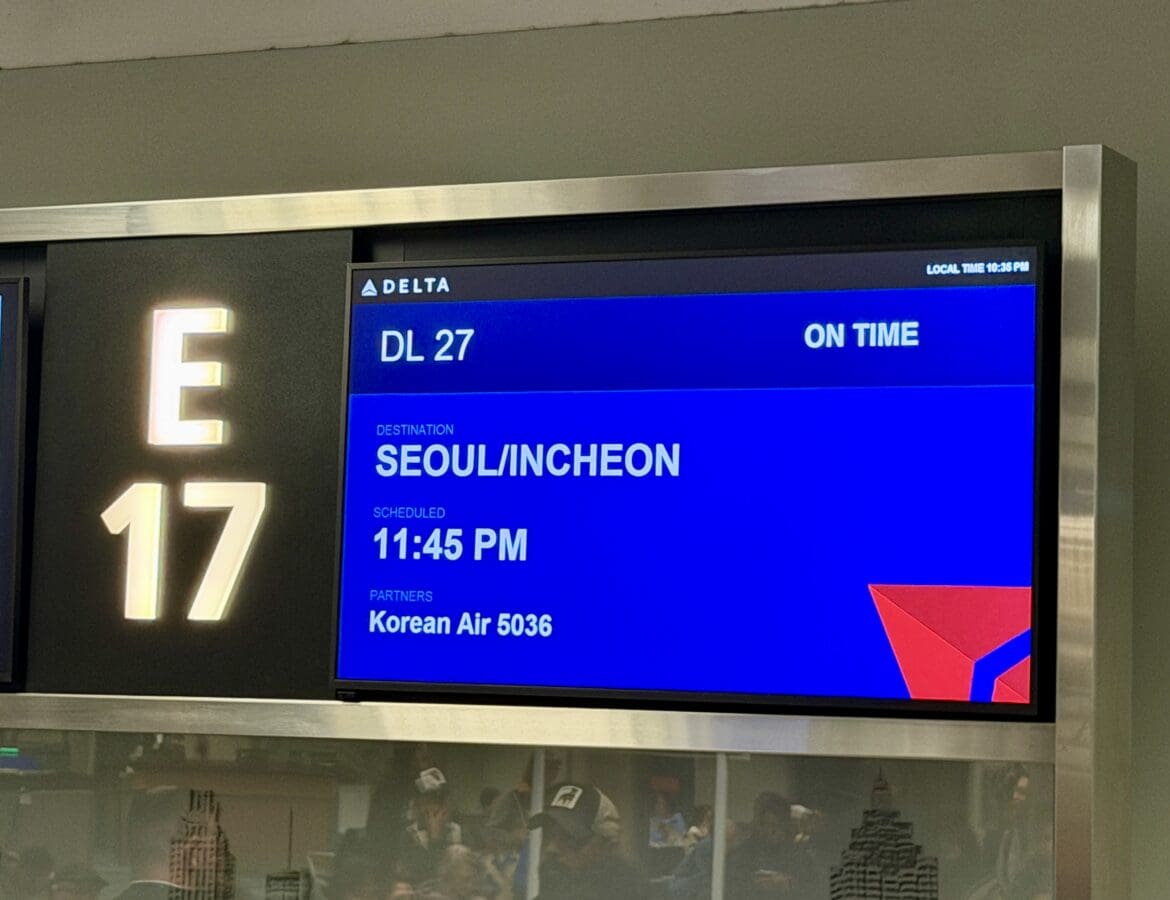 E
17
DELTA
LOCAL TIME 10:35 PM
DL 27
ON TIME
DESTINATION
SEOUL/INCHEON
SCHEDULED
11:45 PM
PARTNERS
Korean Air 5036